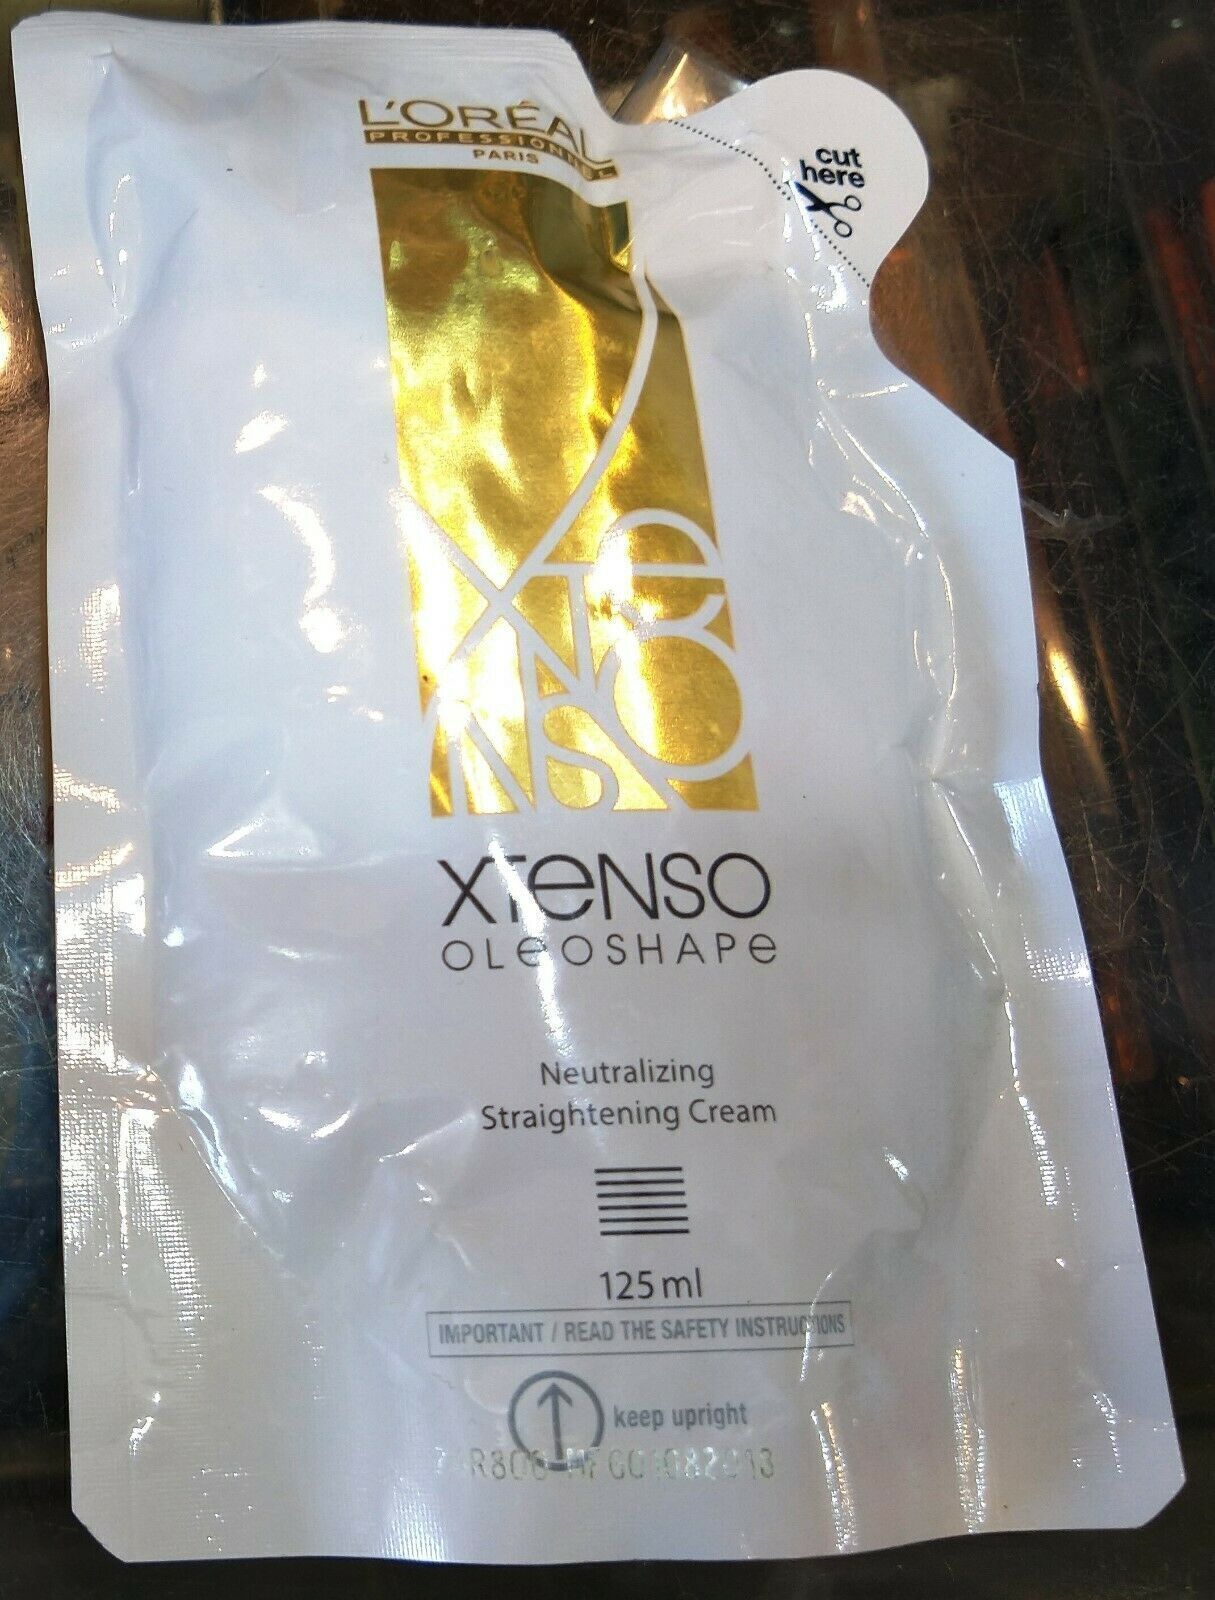 L'ORÉAL
PROFESSIONNEL
PARIS
cut
here
XTENSO
XTENSO
OLEOSHAPE
Neutralizing
Straightening Cream
125 ml
IMPORTANT / READ THE SAFETY INSTRUCTIONS
keep upright